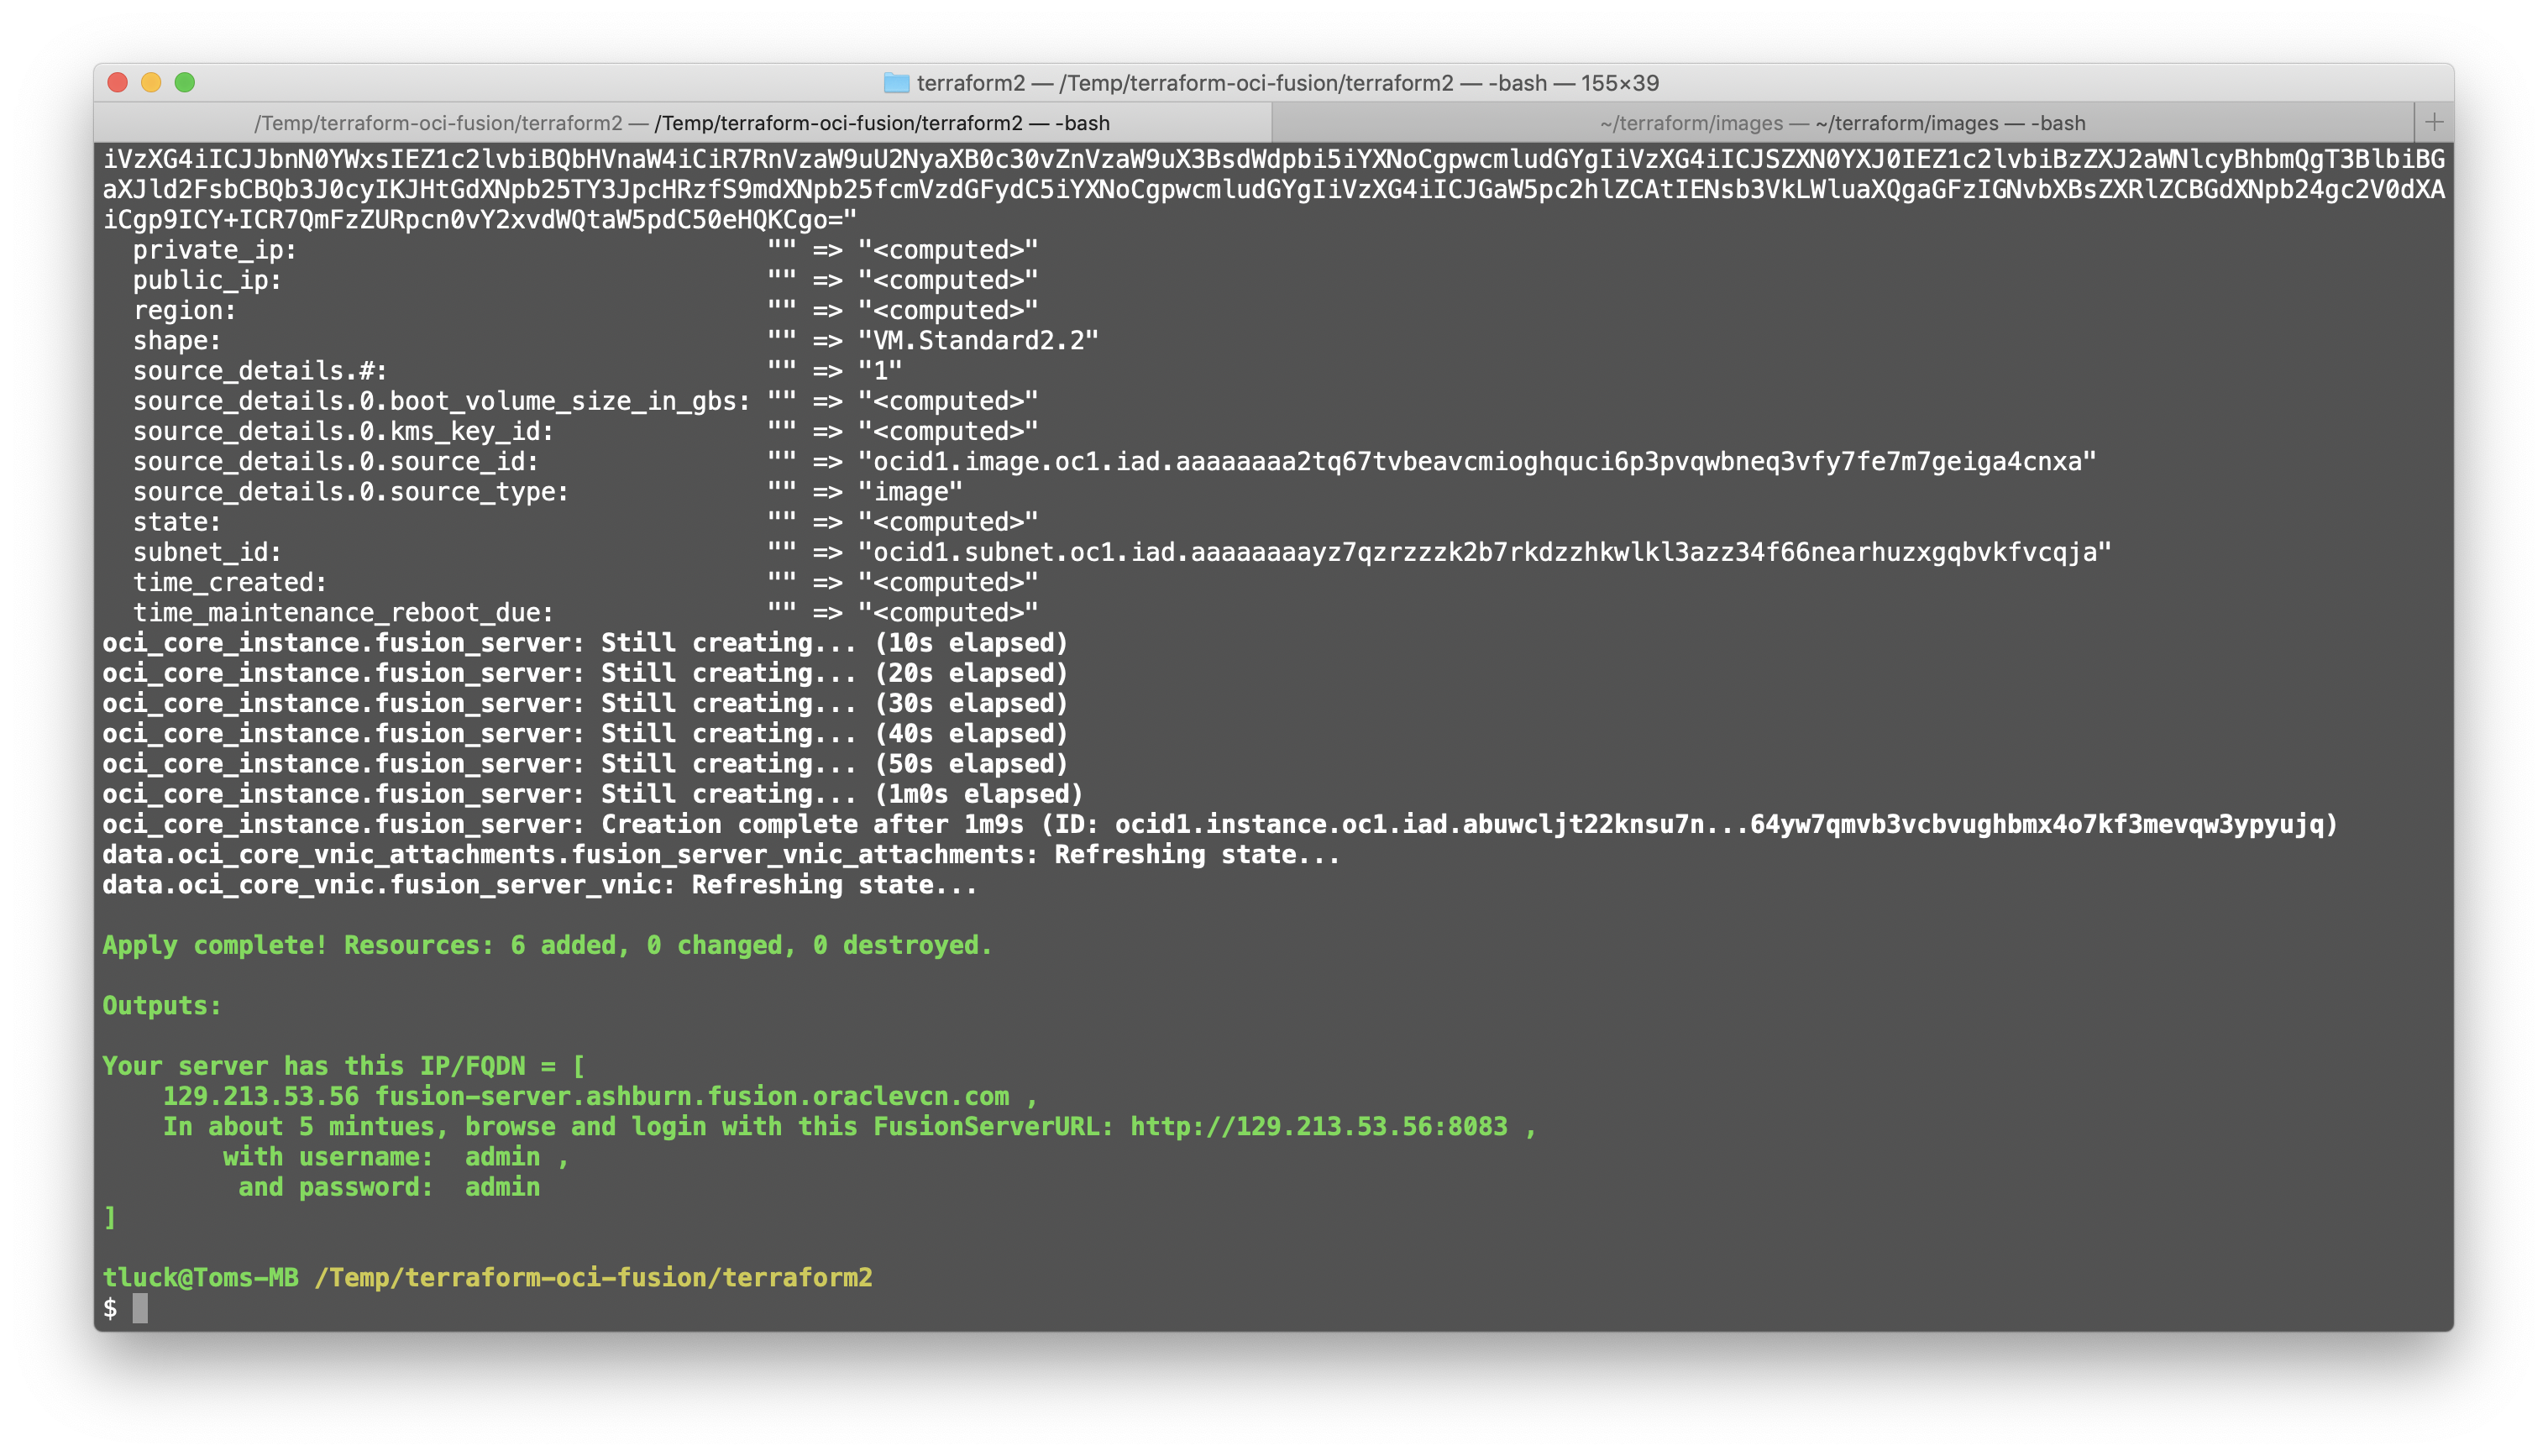 terraform2 — /Temp/terraform-oci-fusion/terraform2 — -bash — 155×39
/Temp/terraform-oci-fusion/terraform2 — /Temp/terraform-oci-fusion/terraform2 — -bash
~/terraform/images — ~/terraform/images — -bash
iVzXG4iICJJbnN0YWxsIEZ1c2lvbiBQbHVnaW4iCiR7RnVzaW9uU2NyaXB0c30vZnVzaW9uX3BsdWdpbi5iYXNoCgpwcmludGYgIiVzXG4iICJSZXN0YXJ0IEZ1c2lvbiBzZXJ2aWNlcyBhbmQgT3BlbiBG
aXJld2FsbCBQb3J0cyIKJHtGdXNpb25TY3JpcHRzfS9mdXNpb25fcmVzdGFydC5iYXNoCgpwcmludGYgIiVzXG4iICJGaW5pc2hlZCAtIENsb3VkLWluaXQgaGFzIGNvbXBsZXRlZCBGdXNpb24gc2V0dXA
iCgp9ICY+ICR7QmFzZURpcn0vY2xvdWQtaW5pdC50eHQKCgo="
private_ip: "" => "<computed>"
public_ip: "" => "<computed>"
region: "" => "<computed>"
shape: "" => "VM.Standard2.2"
source_details.#: "" => "1"
source_details.0.boot_volume_size_in_gbs: "" => "<computed>"
source_details.0.kms_key_id: "" => "<computed>"
source_details.0.source_id: "" => "ocid1.image.oc1.iad.aaaaaaaa2tq67tvbeavcmioghquci6p3pvqwbneq3vfy7fe7m7geiga4cnxa"
source_details.0.source_type: "" => "image"
state: "" => "<computed>"
subnet_id: "" => "ocid1.subnet.oc1.iad.aaaaaaaayz7qzrzzzk2b7rkdzzhkwlkl3azz34f66nearhuzxgqbvkfvcqja"
time_created: "" => "<computed>"
time_maintenance_reboot_due: "" => "<computed>"
oci_core_instance.fusion_server: Still creating... (10s elapsed)
oci_core_instance.fusion_server: Still creating... (20s elapsed)
oci_core_instance.fusion_server: Still creating... (30s elapsed)
oci_core_instance.fusion_server: Still creating... (40s elapsed)
oci_core_instance.fusion_server: Still creating... (50s elapsed)
oci_core_instance.fusion_server: Still creating... (1m0s elapsed)
oci_core_instance.fusion_server: Creation complete after 1m9s (ID: ocid1.instance.oc1.iad.abuwcljt22knsu7n...64yw7qmvb3vcbvughbmx4o7kf3mevqw3ypyujq)
data.oci_core_vnic_attachments.fusion_server_vnic_attachments: Refreshing state...
data.oci_core_vnic.fusion_server_vnic: Refreshing state...
Apply complete! Resources: 6 added, 0 changed, 0 destroyed.
Outputs:
Your server has this IP/FQDN = [
129.213.53.56 fusion-server.ashburn.fusion.oraclevcn.com ,
In about 5 mintues, browse and login with this FusionServerURL: http://129.213.53.56:8083 ,
with username: admin ,
and password: admin
]
tluck@Toms-MB /Temp/terraform-oci-fusion/terraform2
$